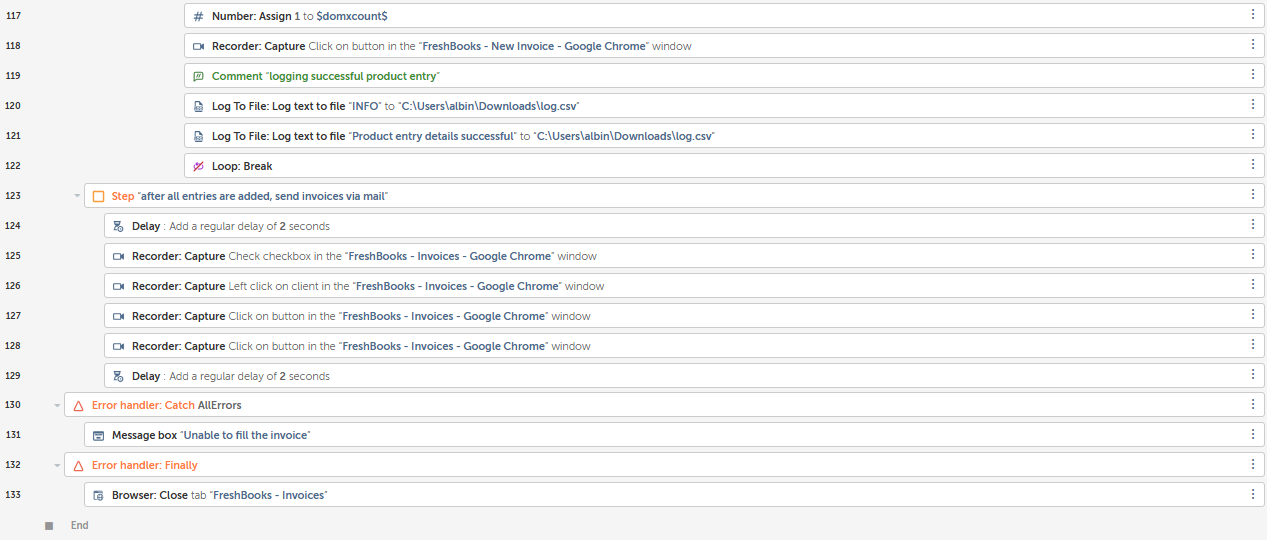 117 Number: Assign 1 to $domxcount$
118 Recorder: Capture Click on button in the "FreshBooks - New Invoice - Google Chrome" window
119 Comment "logging successful product entry"
120 Log To File: Log text to file "INFO" to "C:\Users\albin\Downloads\log.csv"
121 Log To File: Log text to file "Product entry details successful" to "C:\Users\albin\Downloads\log.csv"
122 Loop: Break
123 Step "after all entries are added, send invoices via mail"
124 Delay : Add a regular delay of 2 seconds
125 Recorder: Capture Check checkbox in the "FreshBooks - Invoices - Google Chrome" window
126 Recorder: Capture Left click on client in the "FreshBooks - Invoices - Google Chrome" window
127 Recorder: Capture Click on button in the "FreshBooks - Invoices - Google Chrome" window
128 Recorder: Capture Click on button in the "FreshBooks - Invoices - Google Chrome" window
129 Delay : Add a regular delay of 2 seconds
130 Error handler: Catch AllErrors
131 Message box "Unable to fill the invoice"
132 Error handler: Finally
133 Browser: Close tab "FreshBooks - Invoices"
End